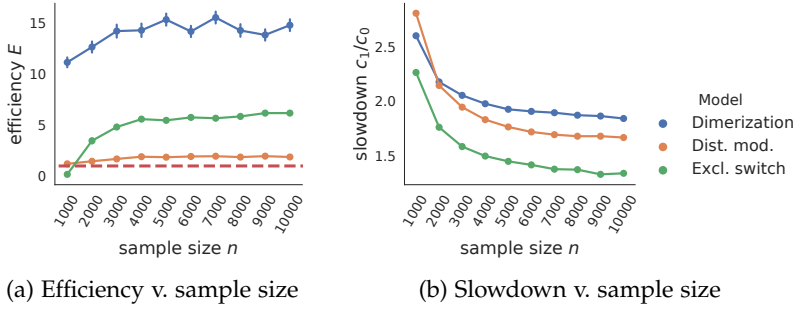 efficiency E
15
10
5
0
1000
2000
3000
4000
5000
6000
7000
8000
9000
10000
sample size n
(a) Efficiency v. sample size
slowdown c₁/c₀
2.5
2.0
1.5
1000
2000
3000
4000
5000
6000
7000
8000
9000
10000
sample size n
(b) Slowdown v. sample size
Model
Dimerization
Dist. mod.
Excl. switch